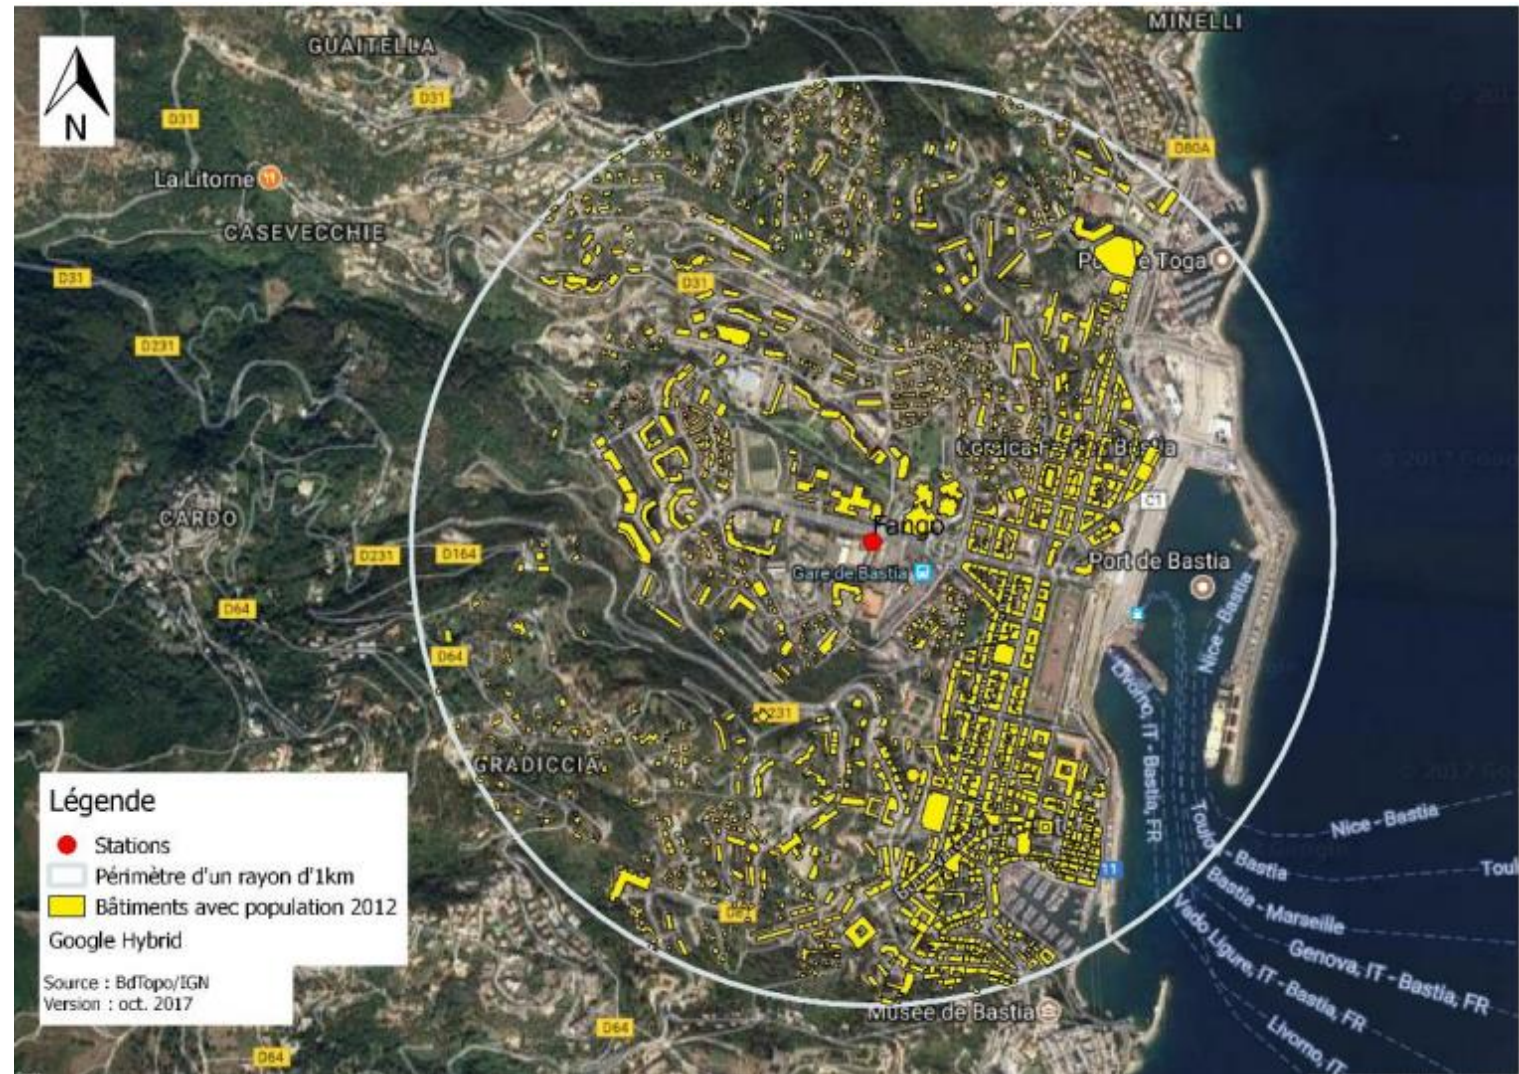 MINELLI
GUAITELLA
D31
D31
N
D80A
La Litorne
CASEVECCHIE
Toga
D31
D31
D231
Corsica Bastia
C1
CARDO
Fango
D231
D164
Port de Bastia
Gare de Bastia
D64
Nice - Bastia
D64
Livorno, IT - Bastia, FR
D231
GRADICCIA
Légende
Stations
Périmètre d'un rayon d'1km
Bâtiments avec population 2012
Google Hybrid
Source : BdTopo/IGN
Version : oct. 2017
Nice - Bastia
Toulon - Bastia
11
Bastia - Marseille
Vado Ligure, IT - Bastia, FR
Genova, IT - Bastia, FR
Musée de Bastia
D64
Livorno, IT
D64